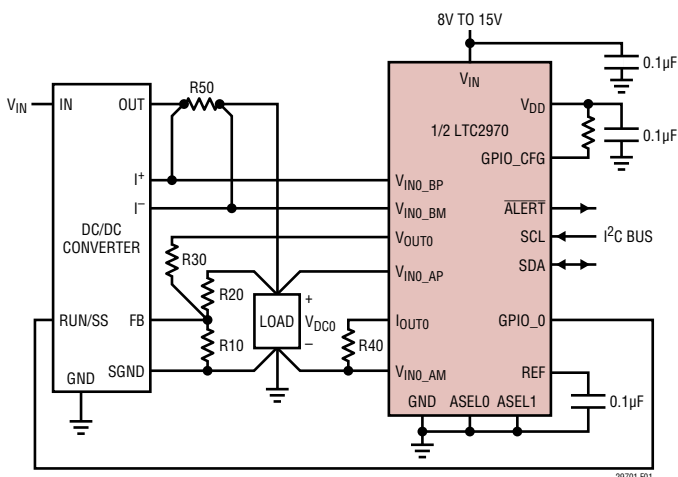 8V TO 15V
0.1µF
R50
V_IN
IN
OUT
V_IN
V_DD
0.1µF
1/2 LTC2970
GPIO_CFG
I⁺
V_IN0_BP
I⁻
V_IN0_BM
ALERT
DC/DC
CONVERTER
V_OUT0
SCL
I²C BUS
R30
SDA
R20
V_IN0_AP
+
RUN/SS
FB
LOAD
V_DC0
I_OUT0
GPIO_0
R10
–
R40
SGND
V_IN0_AM
REF
GND
GND
ASEL0
ASEL1
0.1µF
29701 F01